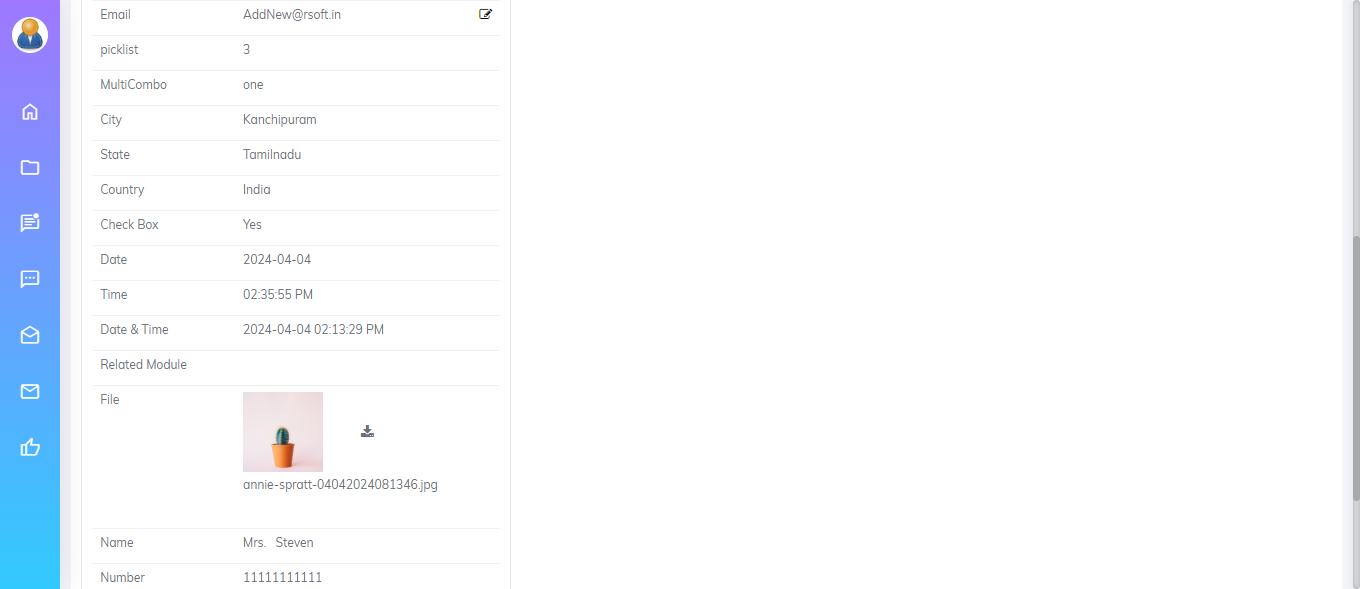 Email AddNew@rsoft.in
picklist 3
MultiCombo one
City Kanchipuram
State Tamilnadu
Country India
Check Box Yes
Date 2024-04-04
Time 02:35:55 PM
Date & Time 2024-04-04 02:13:29 PM
Related Module
File
annie-spratt-04042024081346.jpg
Name Mrs. Steven
Number 11111111111